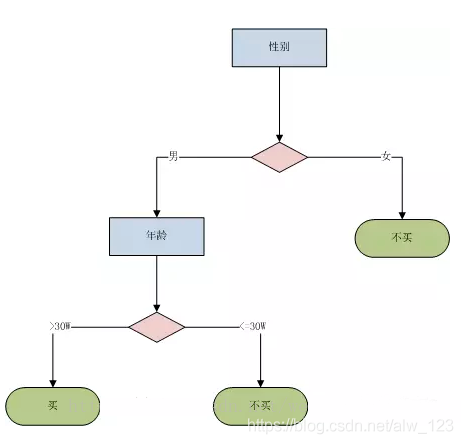 性别
男
女
年龄
不买
>30W
<=30W
买
不买
https://blog.csdn.net/alw_123